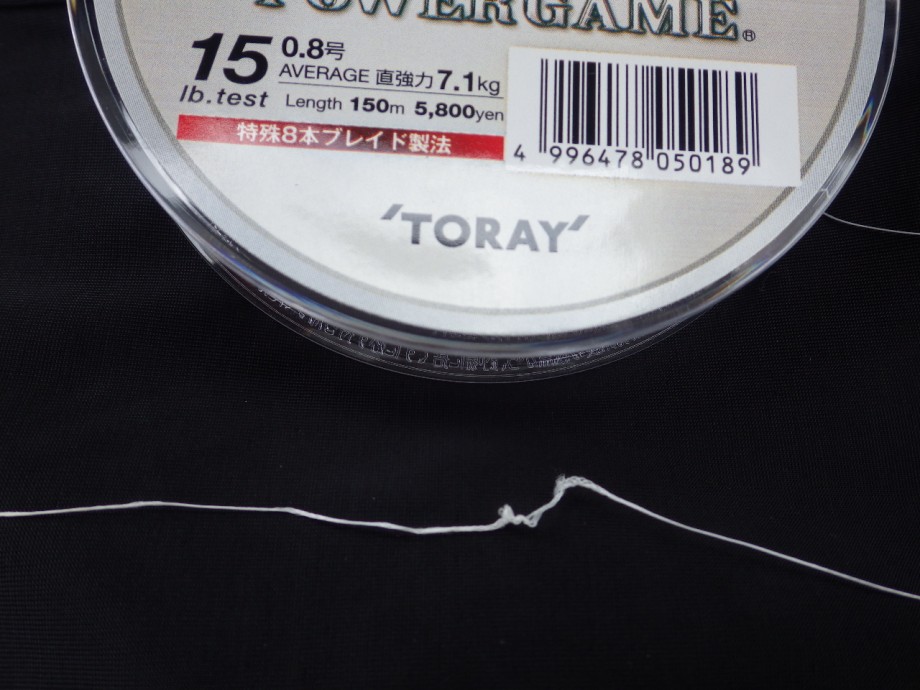 POWERGAME®
15 0.8号
lb.test AVERAGE 直強力7.1kg
Length 150m 5,800yen
特殊8本ブレイド製法
4 996478 050189
'TORAY'